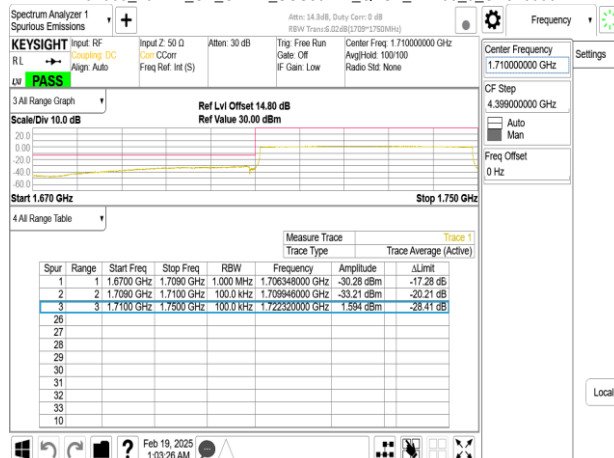 Spectrum Analyzer 1
Spurious Emissions
Attn: 14.3dB, Duty Corr: 0 dB
RSW Trans:6.02dB(1709~1750MHz)
Frequency
Settings
KEYSIGHT
RL
LXI
PASS
Input: RF
Coupling: DC
Align: Auto
Input Z: 50 Ω
Corr CCorr
Freq Ref: Int (S)
Atten: 30 dB
Trig: Free Run
Gate: Off
IF Gain: Low
Center Freq: 1.710000000 GHz
Avg|Hold: 100/100
Radio Std: None
Center Frequency
1.710000000 GHz
CF Step
4.399000000 GHz
Auto
Man
Freq Offset
0 Hz
3 All Range Graph
Scale/Div 10.0 dB
Ref Lvl Offset 14.80 dB
Ref Value 30.00 dBm
20.0
0.00
-20.0
-40.0
-60.0
Start 1.670 GHz
Stop 1.750 GHz
4 All Range Table
Measure Trace Trace 1
Trace Type Trace Average (Active)
Spur Range Start Freq Stop Freq RBW Frequency Amplitude ΔLimit
1 1 1.6700 GHz 1.7090 GHz 1.000 MHz 1.706348000 GHz -30.28 dBm -17.28 dB
2 2 1.7090 GHz 1.7100 GHz 100.0 kHz 1.709946000 GHz -33.21 dBm -20.21 dB
3 3 1.7100 GHz 1.7500 GHz 100.0 kHz 1.722320000 GHz 1.594 dBm -28.41 dB
26
27
28
29
30
31
32
33
10
Local
Feb 19, 2025
1:03:26 AM